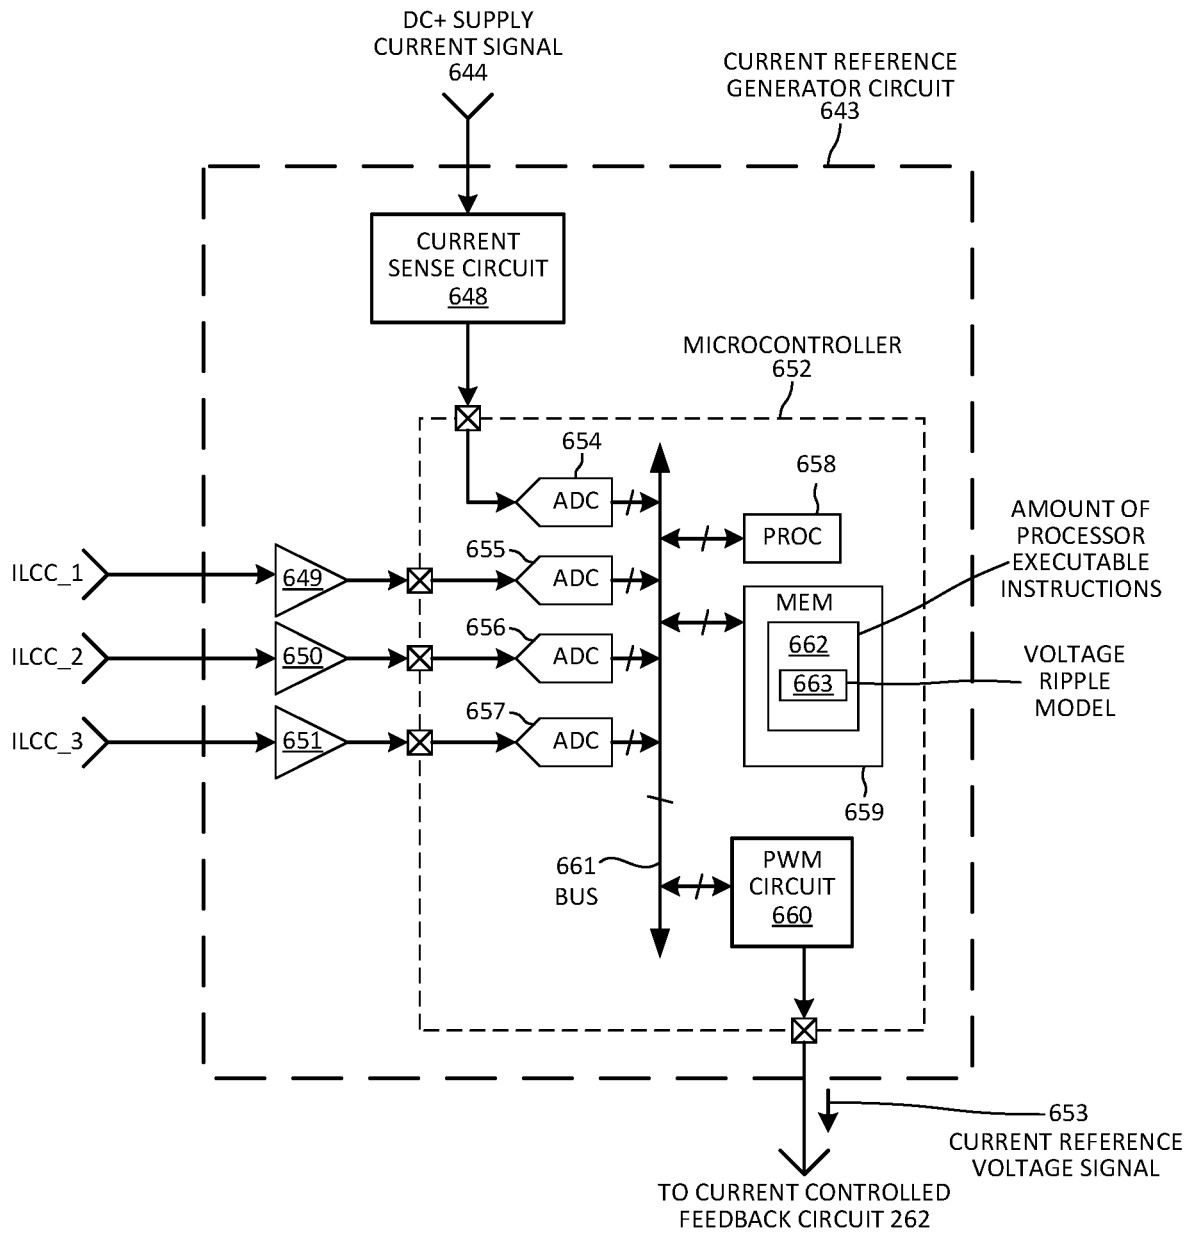 DC+ SUPPLY
CURRENT SIGNAL
644
CURRENT REFERENCE
GENERATOR CIRCUIT
643
CURRENT
SENSE CIRCUIT
648
MICROCONTROLLER
652
654
ADC
658
PROC
AMOUNT OF
PROCESSOR
EXECUTABLE
INSTRUCTIONS
ILCC_1
649
655
ADC
MEM
662
663
659
ILCC_2
650
656
ADC
VOLTAGE
RIPPLE
MODEL
ILCC_3
651
657
ADC
661
BUS
PWM
CIRCUIT
660
653
CURRENT REFERENCE
VOLTAGE SIGNAL
TO CURRENT CONTROLLED
FEEDBACK CIRCUIT 262